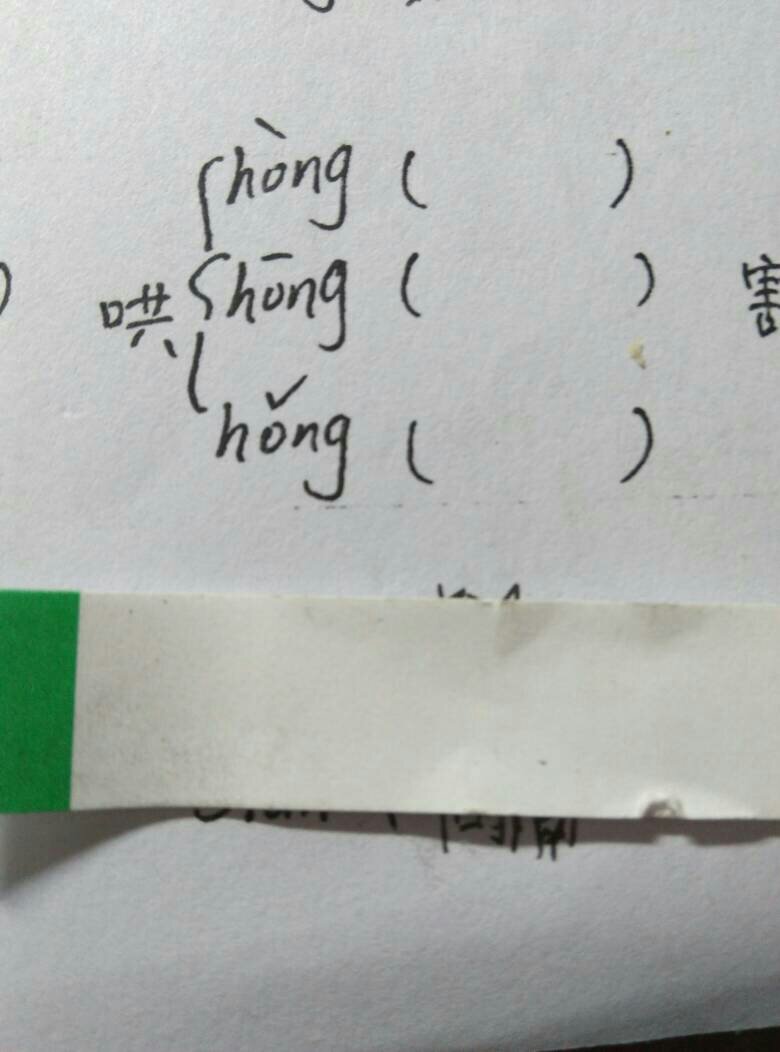 hòng ( )
哄 hōng ( )
hǒng ( )